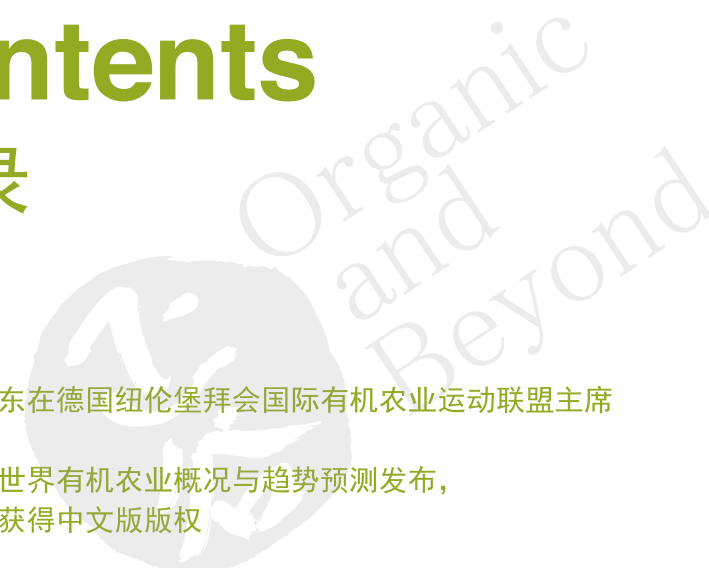 ntents
录
Organic
and
Beyond
东在德国纽伦堡拜会国际有机农业运动联盟主席
世界有机农业概况与趋势预测发布，
获得中文版版权